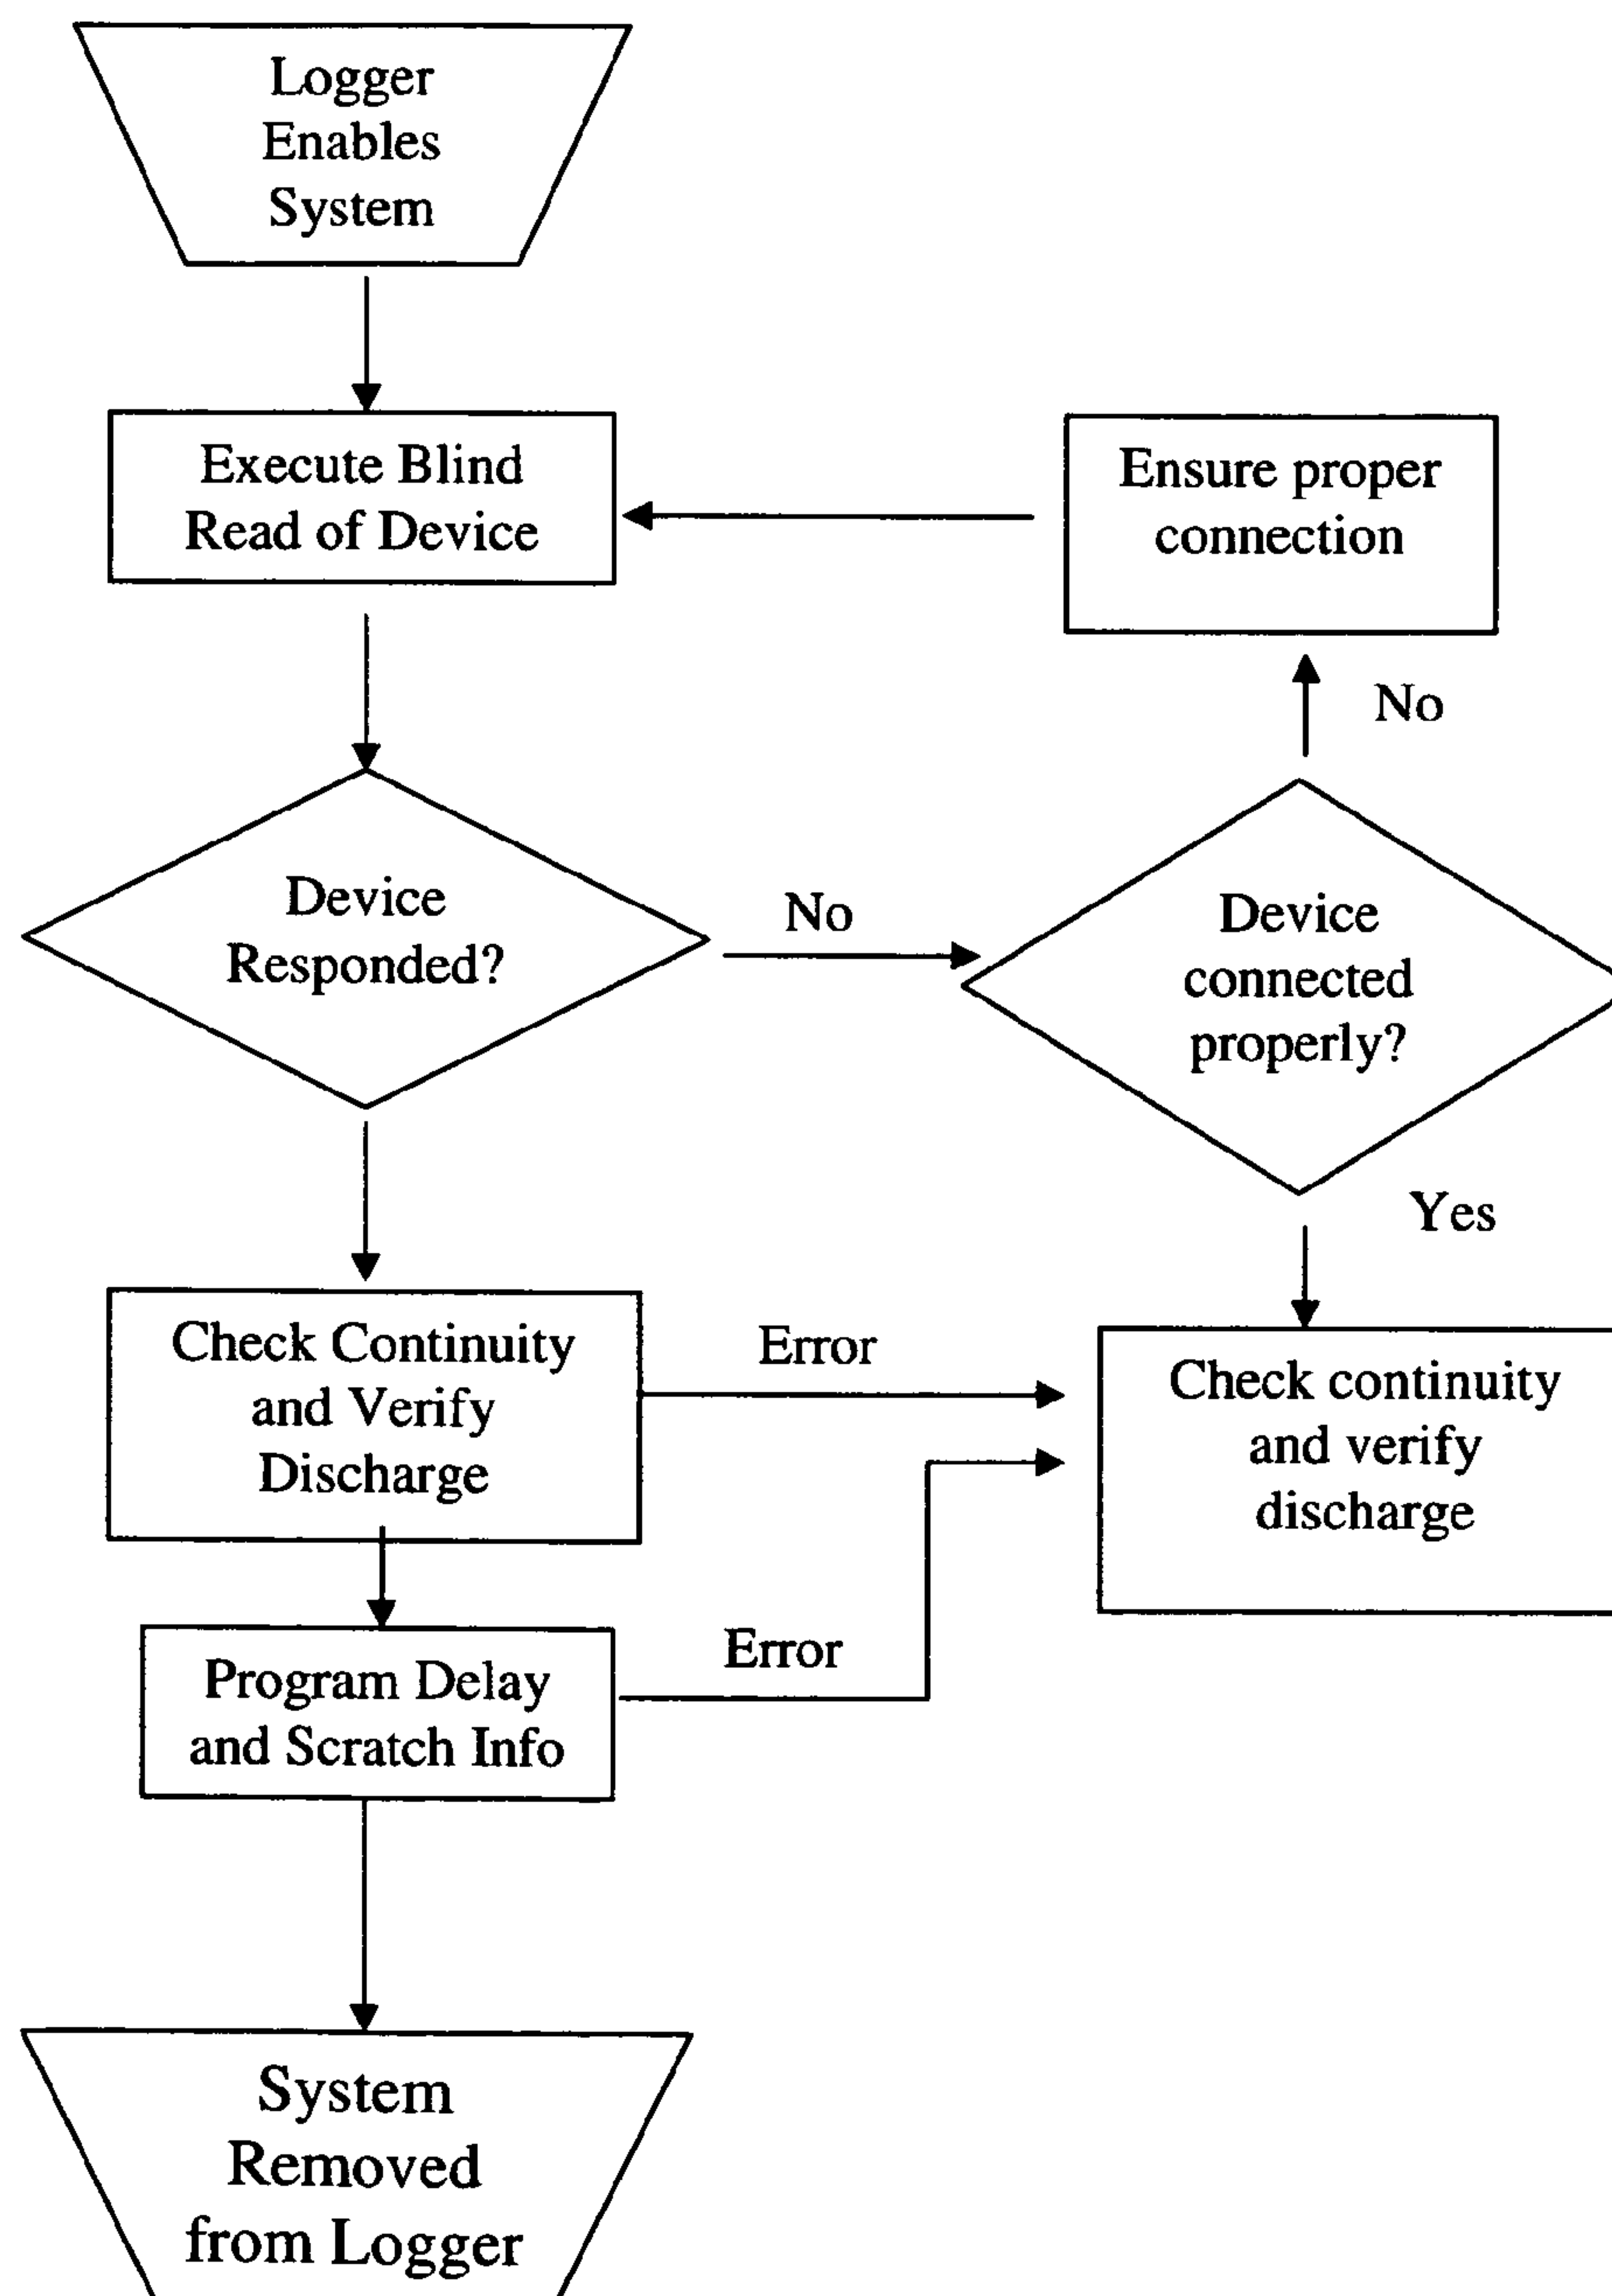 Logger
Enables
System
Execute Blind
Read of Device
Ensure proper
connection
No
Device
Responded?
No
Device
connected
properly?
Yes
Check Continuity
and Verify
Discharge
Error
Check continuity
and verify
discharge
Program Delay
and Scratch Info
Error
System
Removed
from Logger